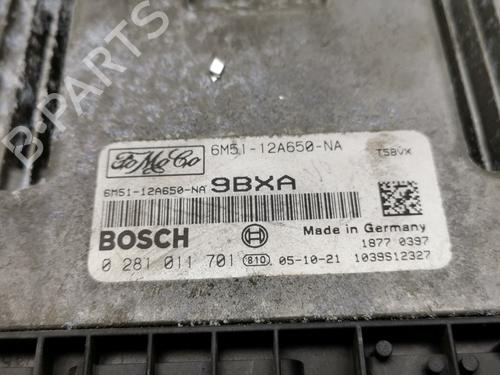 B-PARTS
FoMoCo
6M51-12A650-NA
T5BVX
6M51-12A650-NA 9BXA
BOSCH
Made in Germany
1877 0397
0 281 011 701 810 05-10-21 1039S12327